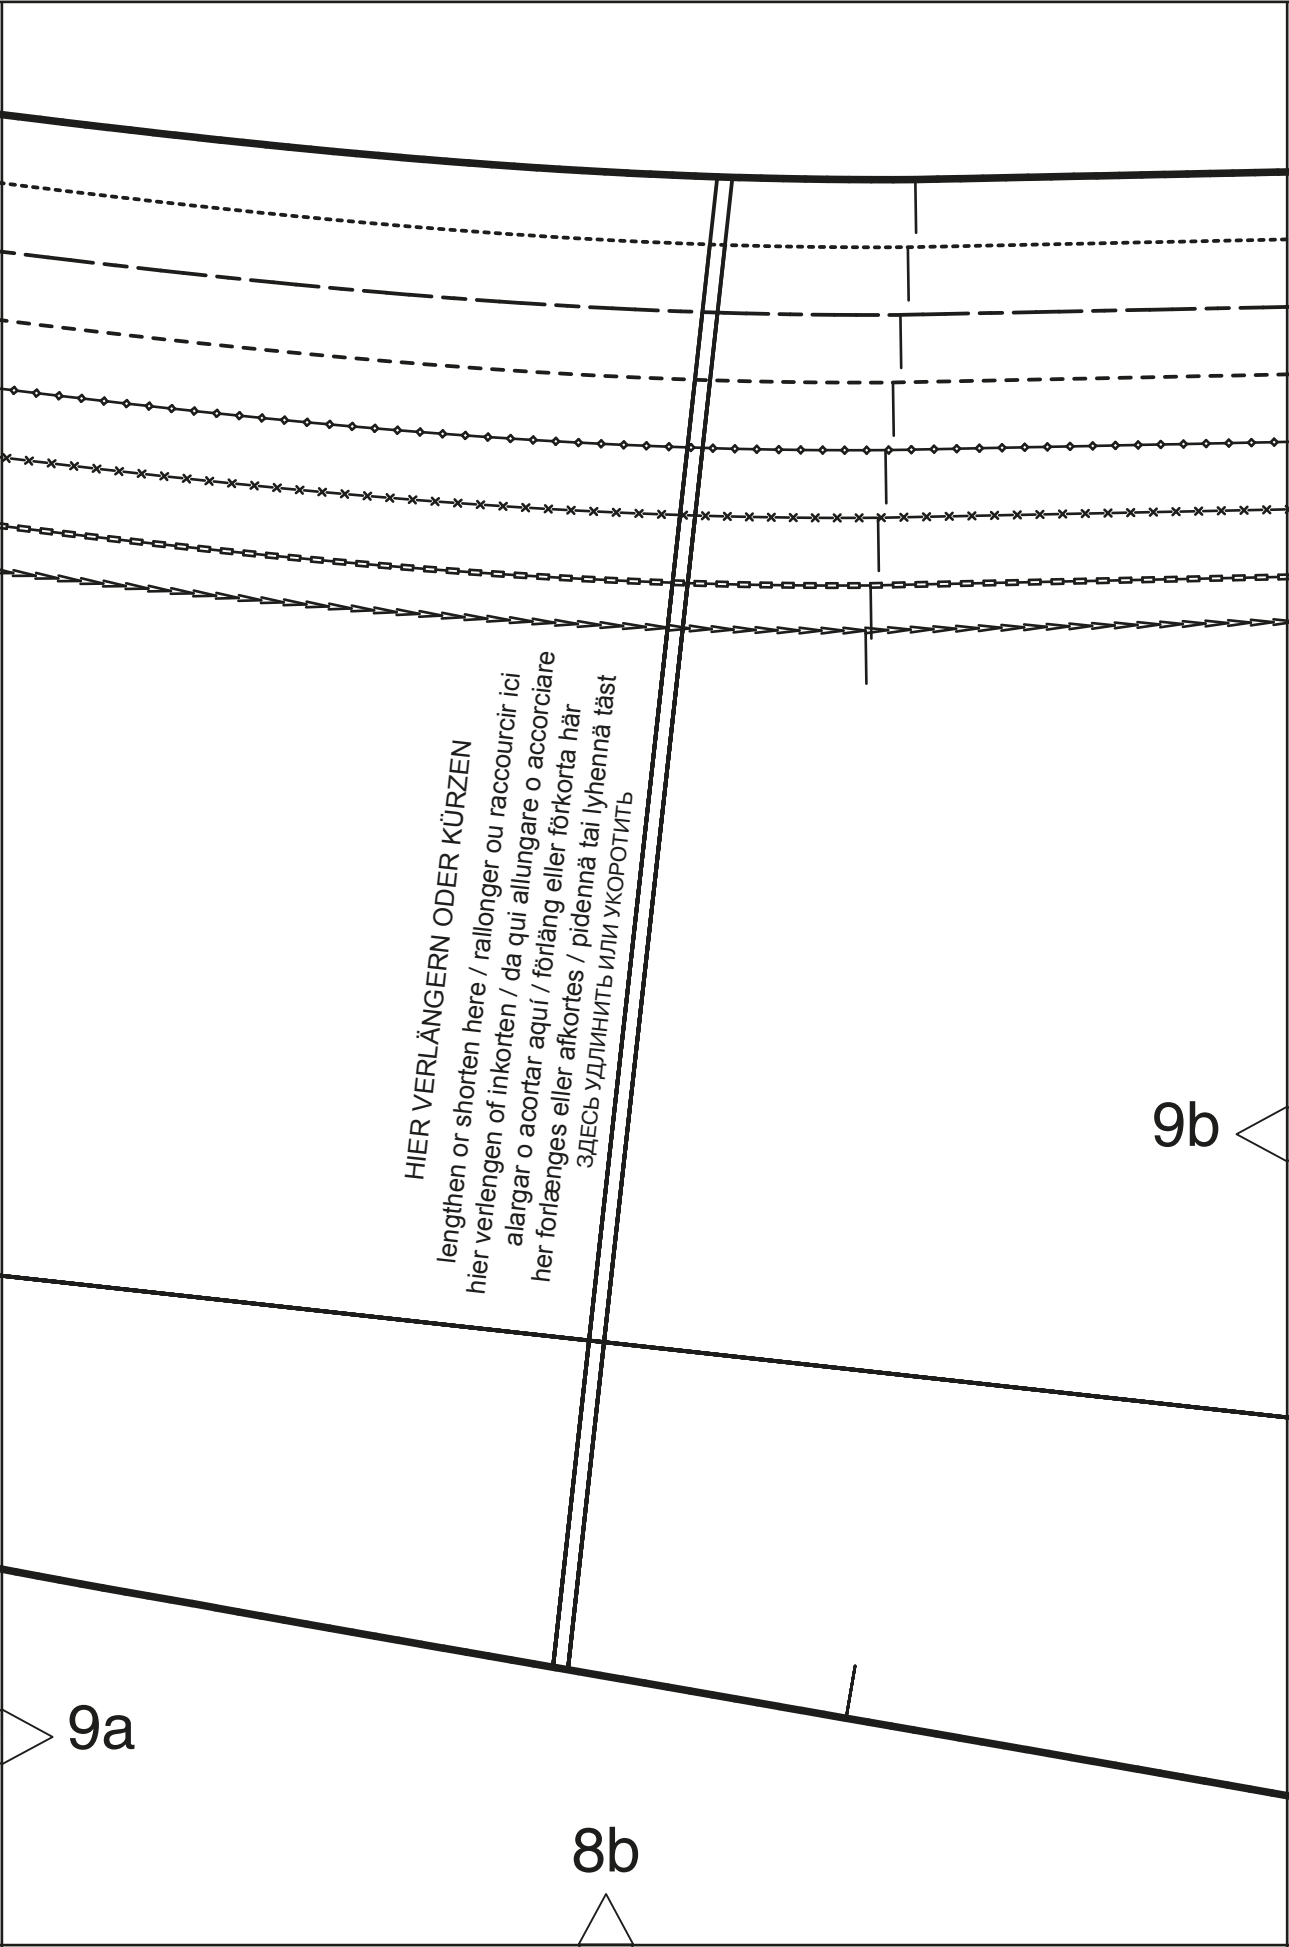 HIER VERLÄNGERN ODER KÜRZEN
lengthen or shorten here / rallonger ou raccourcir ici
hier verlengen of inkorten / da qui allungare o accorciare
alargar o acortar aquí / förläng eller förkorta här
her forlænges eller afkortes / pidennä tai lyhennä täst
ЗДЕСЬ УДЛИНИТЬ ИЛИ УКОРОТИТЬ
9b
9a
8b